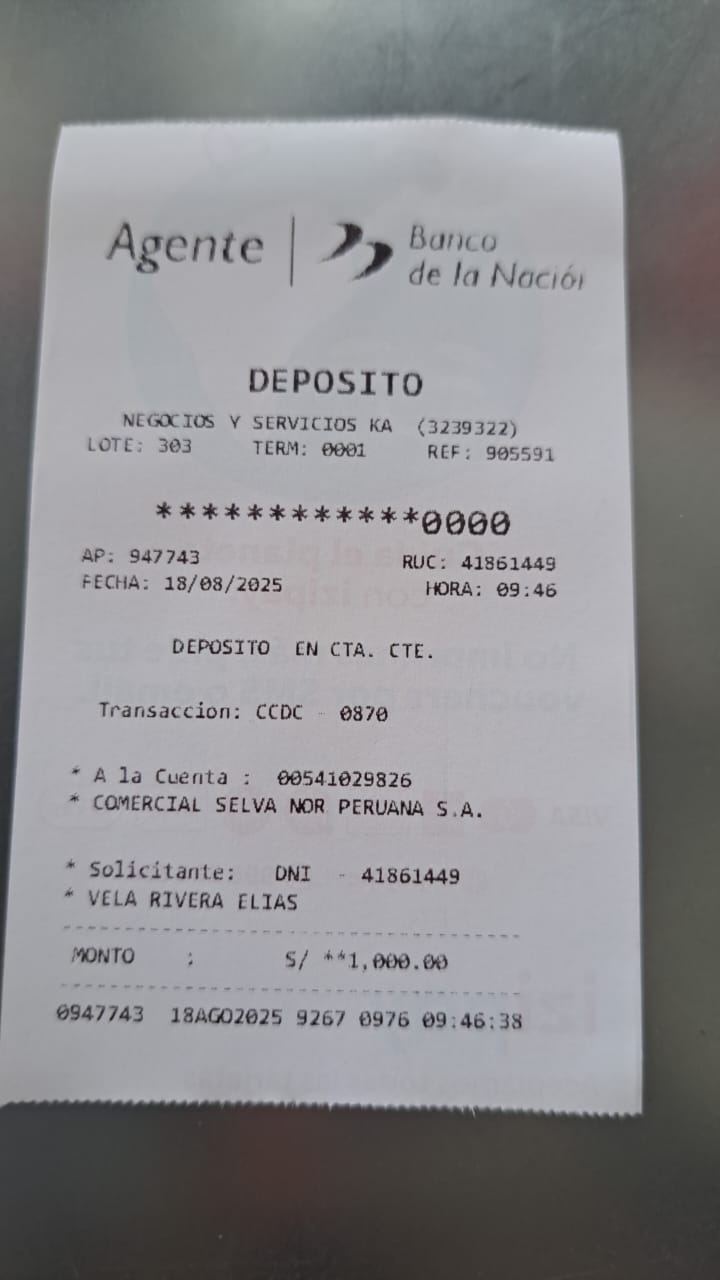 Agente | Banco
de la Nación
DEPOSITO
NEGOCIOS Y SERVICIOS KA (3239322)
LOTE: 303 TERM: 0001 REF: 905591
************0000
AP: 947743 RUC: 41861449
FECHA: 18/08/2025 HORA: 09:46
DEPOSITO EN CTA. CTE.
Transaccion: CCDC - 0870
* A la Cuenta : 00541029826
* COMERCIAL SELVA NOR PERUANA S.A.
* Solicitante: DNI - 41861449
* VELA RIVERA ELIAS
MONTO : S/ **1,000.00
0947743 18AGO2025 9267 0976 09:46:38